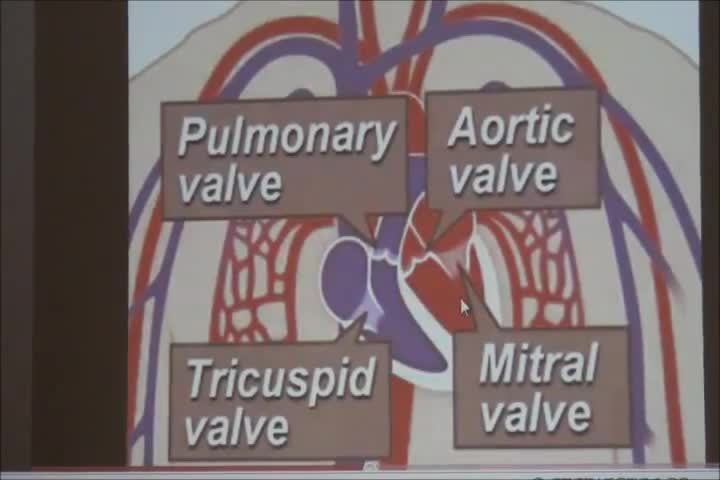 Pulmonary
valve
Aortic
valve
Tricuspid
valve
Mitral
valve